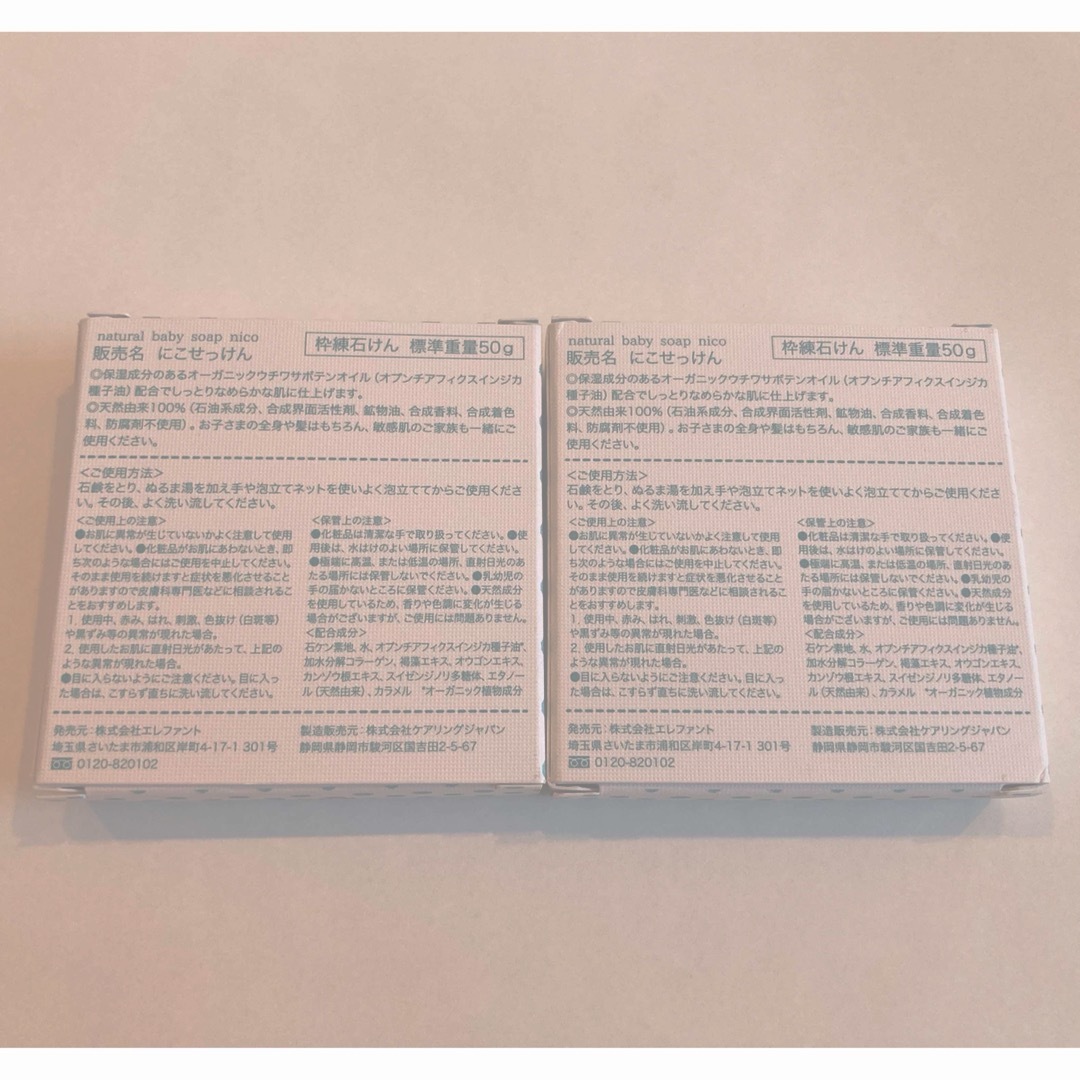 natural baby soap nico
販売名 にこせっけん
枠練石けん 標準重量50g
◎保湿成分のあるオーガニックウチワサボテンオイル(オプンチアフィクスインジカ
種子油)配合でしっとりなめらかな肌に仕上げます。
◎天然由来100%(石油系成分、合成界面活性剤、鉱物油、合成香料、合成着色
料、防腐剤不使用)。お子さまの全身や髪はもちろん、敏感肌のご家族も一緒にご
使用ください。
<ご使用方法>
石鹸をとり、ぬるま湯を加え手や泡立てネットを使いよく泡立ててからご使用くださ
い。その後、よく洗い流してください。
<ご使用上の注意>
●お肌に異常が生じていないかよく注意して使用
してください。●化粧品がお肌にあわないとき、即
ち次のような場合にはご使用を中止してください。
そのまま使用を続けますと症状を悪化させること
がありますので皮膚科専門医などに相談されるこ
とをおすすめします。
1. 使用中、赤み、はれ、刺激、色抜け(白斑等)
や黒ずみ等の異常が現れた場合。
2. 使用したお肌に直射日光があたって、上記の
ような異常が現れた場合。
●目に入らないようにご注意ください。目に入っ
た場合は、こすらず直ちに洗い流してください。
<保管上の注意>
●化粧品は清潔な手で取り扱ってください。●使
用後は、水はけのよい場所に保管してください。
●極端に高温、または低温の場所、直射日光のあ
たる場所には保管しないでください。●乳幼児の
手の届かないところに保管してください。●天然成分
を使用しているため、香りや色調に変化が生じる
場合がございますが、ご使用には問題ありません。
<配合成分>
石ケン素地、水、オプンチアフィクスインジカ種子油*、
加水分解コラーゲン、褐藻エキス、オウゴンエキス、
カンゾウ根エキス、スイゼンジノリ多糖体、エタノー
ル(天然由来)、カラメル *オーガニック植物成分
発売元:株式会社エレファント
埼玉県さいたま市浦和区岸町4-17-1 301号
0120-820102
製造販売元:株式会社ケアリングジャパン
静岡県静岡市駿河区国吉田2-5-67
natural baby soap nico
販売名 にこせっけん
枠練石けん 標準重量50g
◎保湿成分のあるオーガニックウチワサボテンオイル(オプンチアフィクスインジカ
種子油)配合でしっとりなめらかな肌に仕上げます。
◎天然由来100%(石油系成分、合成界面活性剤、鉱物油、合成香料、合成着色
料、防腐剤不使用)。お子さまの全身や髪はもちろん、敏感肌のご家族も一緒にご
使用ください。
<ご使用方法>
石鹸をとり、ぬるま湯を加え手や泡立てネットを使いよく泡立ててからご使用くださ
い。その後、よく洗い流してください。
<ご使用上の注意>
●お肌に異常が生じていないかよく注意して使用
してください。●化粧品がお肌にあわないとき、即
ち次のような場合にはご使用を中止してください。
そのまま使用を続けますと症状を悪化させること
がありますので皮膚科専門医などに相談されるこ
とをおすすめします。
1. 使用中、赤み、はれ、刺激、色抜け(白斑等)
や黒ずみ等の異常が現れた場合。
2. 使用したお肌に直射日光があたって、上記の
ような異常が現れた場合。
●目に入らないようにご注意ください。目に入っ
た場合は、こすらず直ちに洗い流してください。
<保管上の注意>
●化粧品は清潔な手で取り扱ってください。●使
用後は、水はけのよい場所に保管してください。
●極端に高温、または低温の場所、直射日光のあ
たる場所には保管しないでください。●乳幼児の
手の届かないところに保管してください。●天然成分
を使用しているため、香りや色調に変化が生じる
場合がございますが、ご使用には問題ありません。
<配合成分>
石ケン素地、水、オプンチアフィクスインジカ種子油*、
加水分解コラーゲン、褐藻エキス、オウゴンエキス、
カンゾウ根エキス、スイゼンジノリ多糖体、エタノー
ル(天然由来)、カラメル *オーガニック植物成分
発売元:株式会社エレファント
埼玉県さいたま市浦和区岸町4-17-1 301号
0120-820102
製造販売元:株式会社ケアリングジャパン
静岡県静岡市駿河区国吉田2-5-67